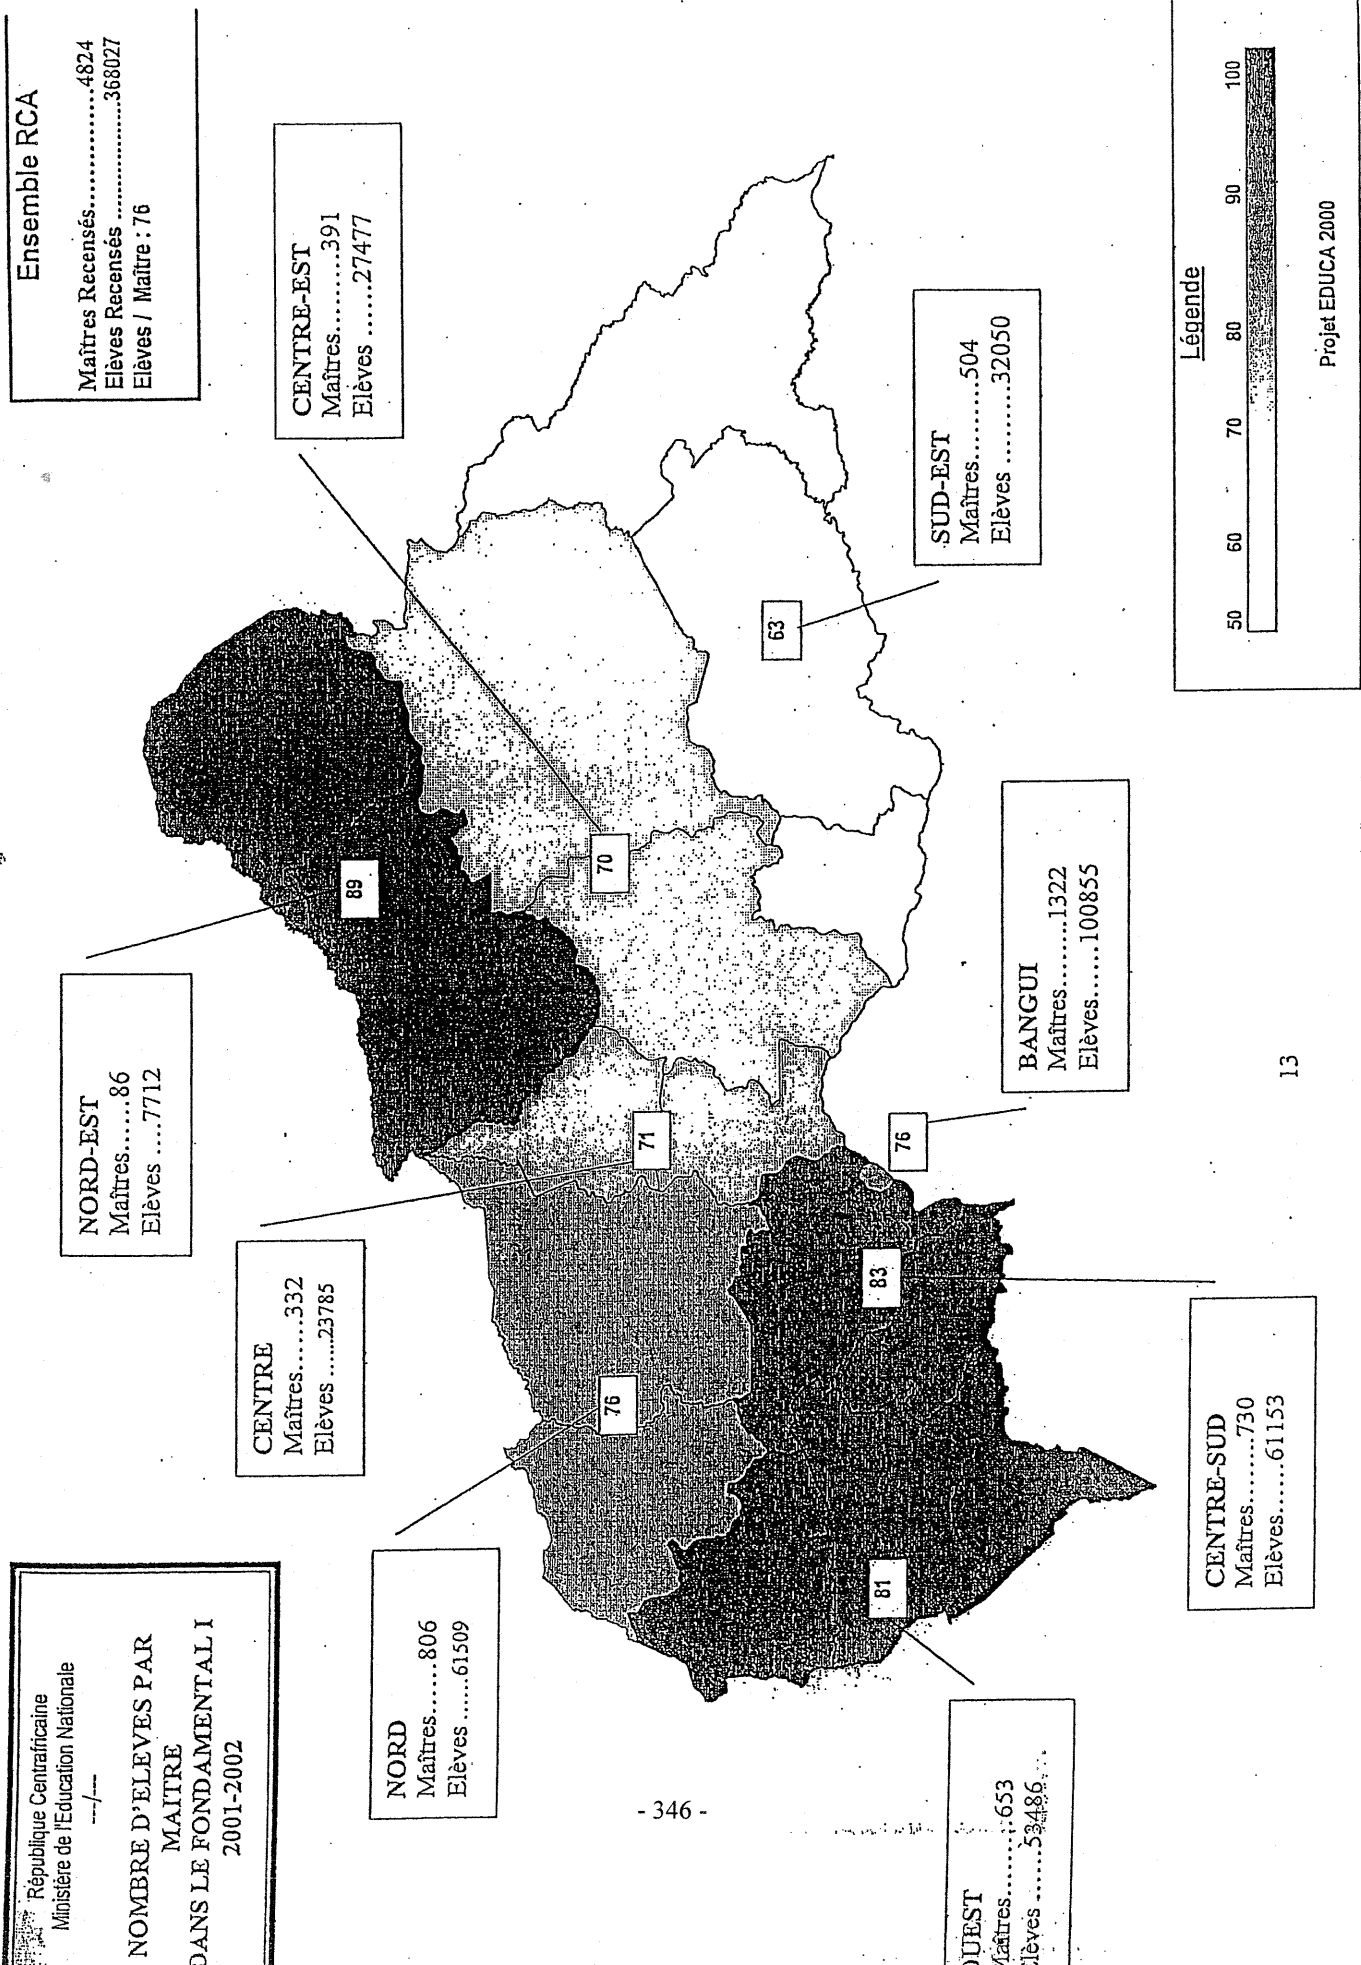 République Centrafricaine
Ministère de l'Education Nationale
---/---
NOMBRE D'ELEVES PAR
MAITRE
DANS LE FONDAMENTAL I
2001-2002
Ensemble RCA
Maîtres Recensés................4824
Elèves Recensés ..................368027
Elèves / Maître : 76
NORD-EST
Maîtres......86
Elèves ....7712
CENTRE-EST
Maîtres.........391
Elèves ......27477
CENTRE
Maîtres......332
Elèves ......23785
NORD
Maîtres......806
Elèves ......61509
89
70
71
76
63
76
83
81
SUD-EST
Maîtres.........504
Elèves ...........32050
BANGUI
Maîtres.........1322
Elèves.......100855
CENTRE-SUD
Maîtres.......730
Elèves......61153
OUEST
Maîtres........653
Elèves .......53486
Légende
50 60 70 80 90 100
Projet EDUCA 2000
13
- 346 -